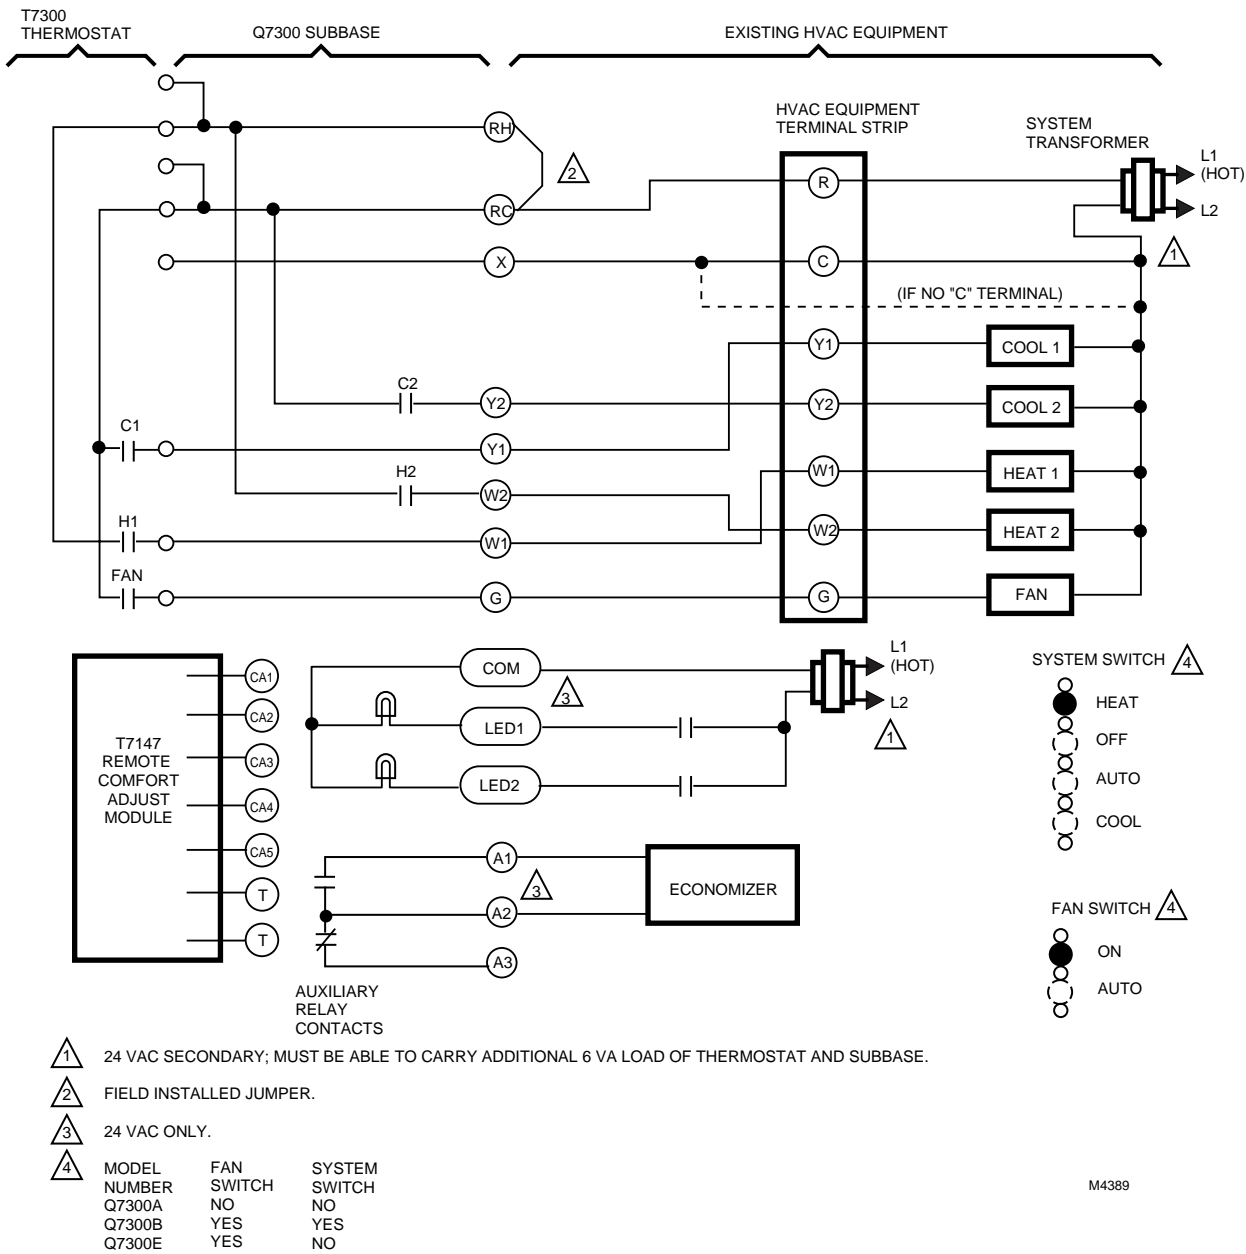 T7300
THERMOSTAT
Q7300 SUBBASE
EXISTING HVAC EQUIPMENT
HVAC EQUIPMENT
TERMINAL STRIP
SYSTEM
TRANSFORMER
L1
(HOT)
L2
RH
2
R
RC
1
X
C
(IF NO "C" TERMINAL)
Y1
COOL 1
C2
Y2
Y2
COOL 2
C1
Y1
H2
W1
HEAT 1
W2
H1
W2
HEAT 2
W1
FAN
G
G
FAN
T7147
REMOTE
COMFORT
ADJUST
MODULE
CA1
CA2
CA3
CA4
CA5
T
T
COM
3
LED1
LED2
L1
(HOT)
L2
1
A1
3
A2
A3
ECONOMIZER
AUXILIARY
RELAY
CONTACTS
SYSTEM SWITCH 4
HEAT
OFF
AUTO
COOL
FAN SWITCH 4
ON
AUTO
1 24 VAC SECONDARY; MUST BE ABLE TO CARRY ADDITIONAL 6 VA LOAD OF THERMOSTAT AND SUBBASE.
2 FIELD INSTALLED JUMPER.
3 24 VAC ONLY.
4 MODEL FAN SYSTEM
NUMBER SWITCH SWITCH
Q7300A NO NO
Q7300B YES YES
Q7300E YES NO
M4389